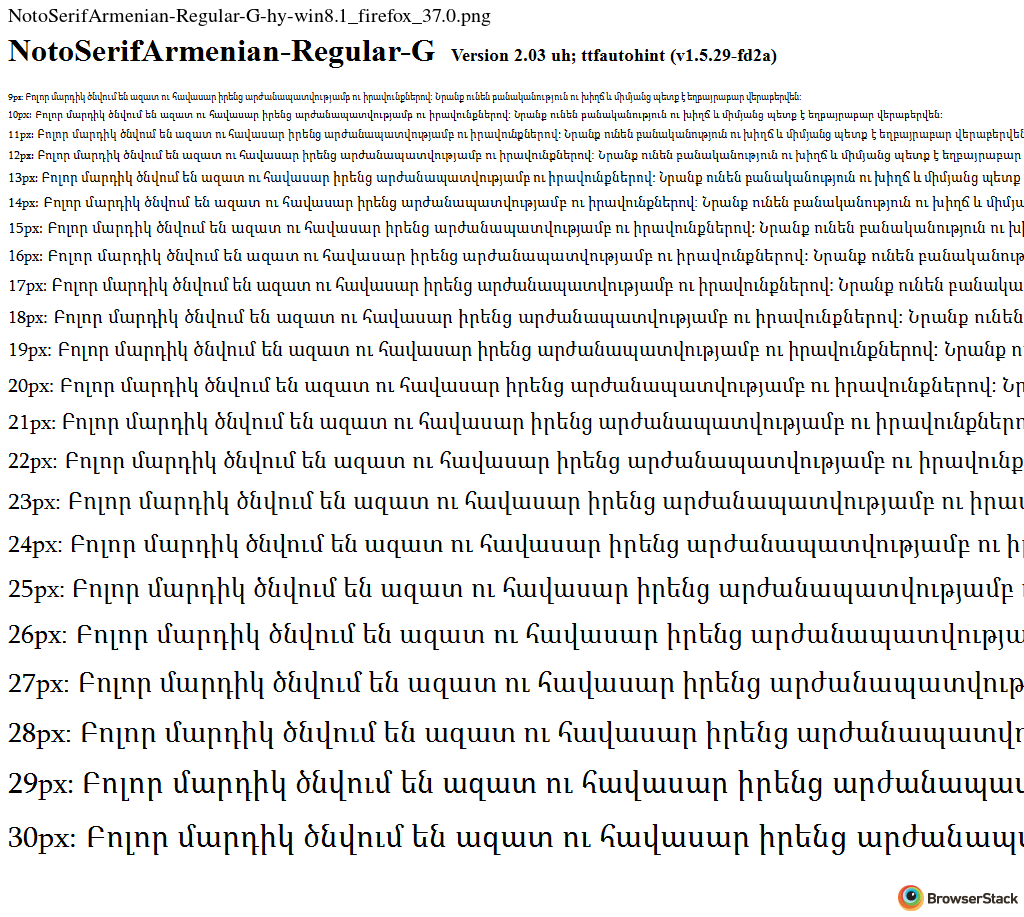 NotoSerifArmenian-Regular-G-hy-win8.1_firefox_37.0.png
NotoSerifArmenian-Regular-G Version 2.03 uh; ttfautohint (v1.5.29-fd2a)
9px: Բոլոր մարդիկ ծնվում են ազատ ու հավասար իրենց արժանապատվությամբ ու իրավունքներով: Նրանք ունեն բանականություն ու խիղճ և միմյանց պետք է եղբայրաբար վերաբերվեն:
10px: Բոլոր մարդիկ ծնվում են ազատ ու հավասար իրենց արժանապատվությամբ ու իրավունքներով: Նրանք ունեն բանականություն ու խիղճ և միմյանց պետք է եղբայրաբար վերաբերվեն:
11px: Բոլոր մարդիկ ծնվում են ազատ ու հավասար իրենց արժանապատվությամբ ու իրավունքներով: Նրանք ունեն բանականություն ու խիղճ և միմյանց պետք է եղբայրաբար վերաբերվեն
12px: Բոլոր մարդիկ ծնվում են ազատ ու հավասար իրենց արժանապատվությամբ ու իրավունքներով: Նրանք ունեն բանականություն ու խիղճ և միմյանց պետք է եղբայրաբար
13px: Բոլոր մարդիկ ծնվում են ազատ ու հավասար իրենց արժանապատվությամբ ու իրավունքներով: Նրանք ունեն բանականություն ու խիղճ և միմյանց պետք
14px: Բոլոր մարդիկ ծնվում են ազատ ու հավասար իրենց արժանապատվությամբ ու իրավունքներով: Նրանք ունեն բանականություն ու խիղճ և միմյա
15px: Բոլոր մարդիկ ծնվում են ազատ ու հավասար իրենց արժանապատվությամբ ու իրավունքներով: Նրանք ունեն բանականություն ու խի
16px: Բոլոր մարդիկ ծնվում են ազատ ու հավասար իրենց արժանապատվությամբ ու իրավունքներով: Նրանք ունեն բանականութ
17px: Բոլոր մարդիկ ծնվում են ազատ ու հավասար իրենց արժանապատվությամբ ու իրավունքներով: Նրանք ունեն բանակա
18px: Բոլոր մարդիկ ծնվում են ազատ ու հավասար իրենց արժանապատվությամբ ու իրավունքներով: Նրանք ունեն
19px: Բոլոր մարդիկ ծնվում են ազատ ու հավասար իրենց արժանապատվությամբ ու իրավունքներով: Նրանք ո
20px: Բոլոր մարդիկ ծնվում են ազատ ու հավասար իրենց արժանապատվությամբ ու իրավունքներով: Նր
21px: Բոլոր մարդիկ ծնվում են ազատ ու հավասար իրենց արժանապատվությամբ ու իրավունքներո
22px: Բոլոր մարդիկ ծնվում են ազատ ու հավասար իրենց արժանապատվությամբ ու իրավունք
23px: Բոլոր մարդիկ ծնվում են ազատ ու հավասար իրենց արժանապատվությամբ ու իրավ
24px: Բոլոր մարդիկ ծնվում են ազատ ու հավասար իրենց արժանապատվությամբ ու իր
25px: Բոլոր մարդիկ ծնվում են ազատ ու հավասար իրենց արժանապատվությամբ
26px: Բոլոր մարդիկ ծնվում են ազատ ու հավասար իրենց արժանապատվությա
27px: Բոլոր մարդիկ ծնվում են ազատ ու հավասար իրենց արժանապատվութ
28px: Բոլոր մարդիկ ծնվում են ազատ ու հավասար իրենց արժանապատվո
29px: Բոլոր մարդիկ ծնվում են ազատ ու հավասար իրենց արժանապատ
30px: Բոլոր մարդիկ ծնվում են ազատ ու հավասար իրենց արժանապ
BrowserStack